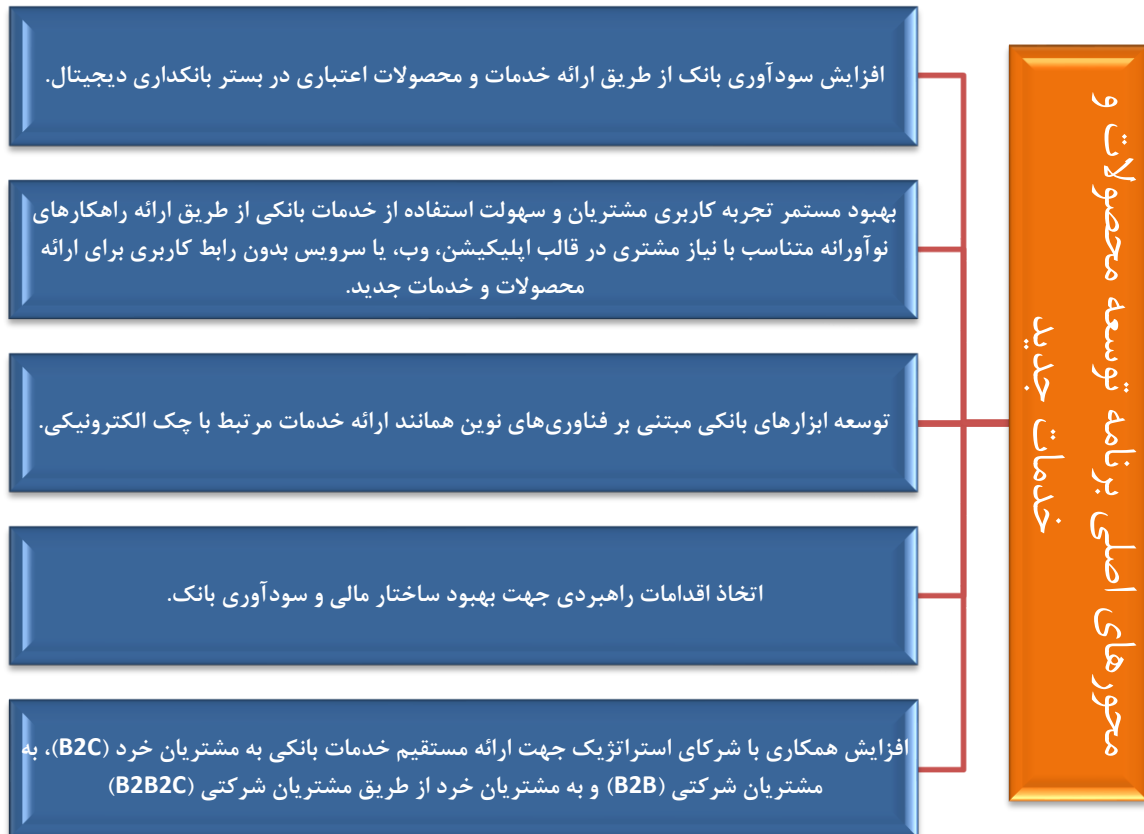 محورهای اصلی برنامه توسعه محصولات و
خدمات جدید
افزایش سودآوری بانک از طریق ارائه خدمات و محصولات اعتباری در بستر بانکداری دیجیتال.
بهبود مستمر تجربه کاربری مشتریان و سهولت استفاده از خدمات بانکی از طریق ارائه راهکارهای
نوآورانه متناسب با نیاز مشتری در قالب اپلیکیشن، وب، یا سرویس بدون رابط کاربری برای ارائه
محصولات و خدمات جدید.
توسعه ابزارهای بانکی مبتنی بر فناوری‌های نوین همانند ارائه خدمات مرتبط با چک الکترونیکی.
اتخاذ اقدامات راهبردی جهت بهبود ساختار مالی و سودآوری بانک.
افزایش همکاری با شرکای استراتژیک جهت ارائه مستقیم خدمات بانکی به مشتریان خرد (B2C)، به
مشتریان شرکتی (B2B) و به مشتریان خرد از طریق مشتریان شرکتی (B2B2C)